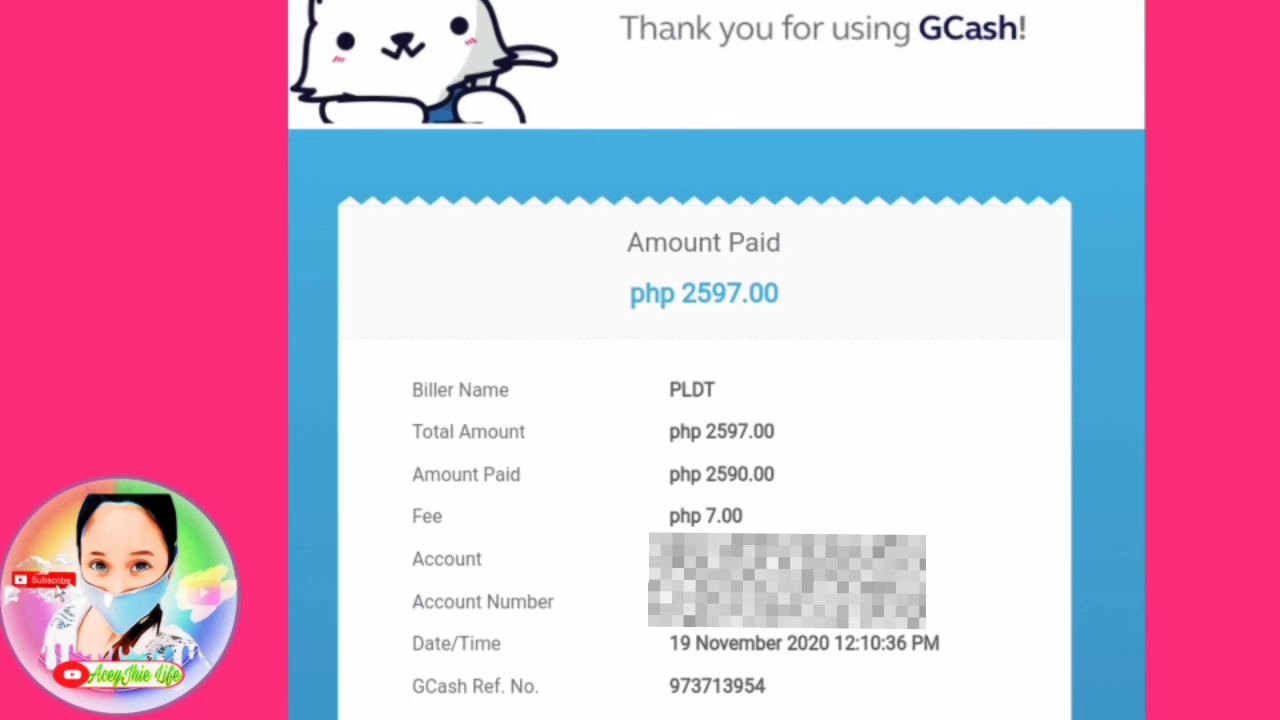 Thank you for using GCash!
Amount Paid
php 2597.00
Biller Name PLDT
Total Amount php 2597.00
Amount Paid php 2590.00
Fee php 7.00
Account
Account Number
Date/Time 19 November 2020 12:10:36 PM
GCash Ref. No. 973713954
Subscribe
AceyJhie Life